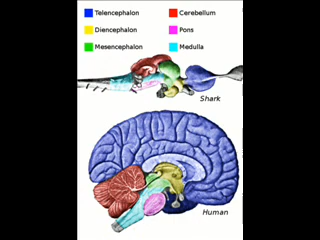 Telencephalon
Cerebellum
Diencephalon
Pons
Mesencephalon
Medulla
Shark
Human